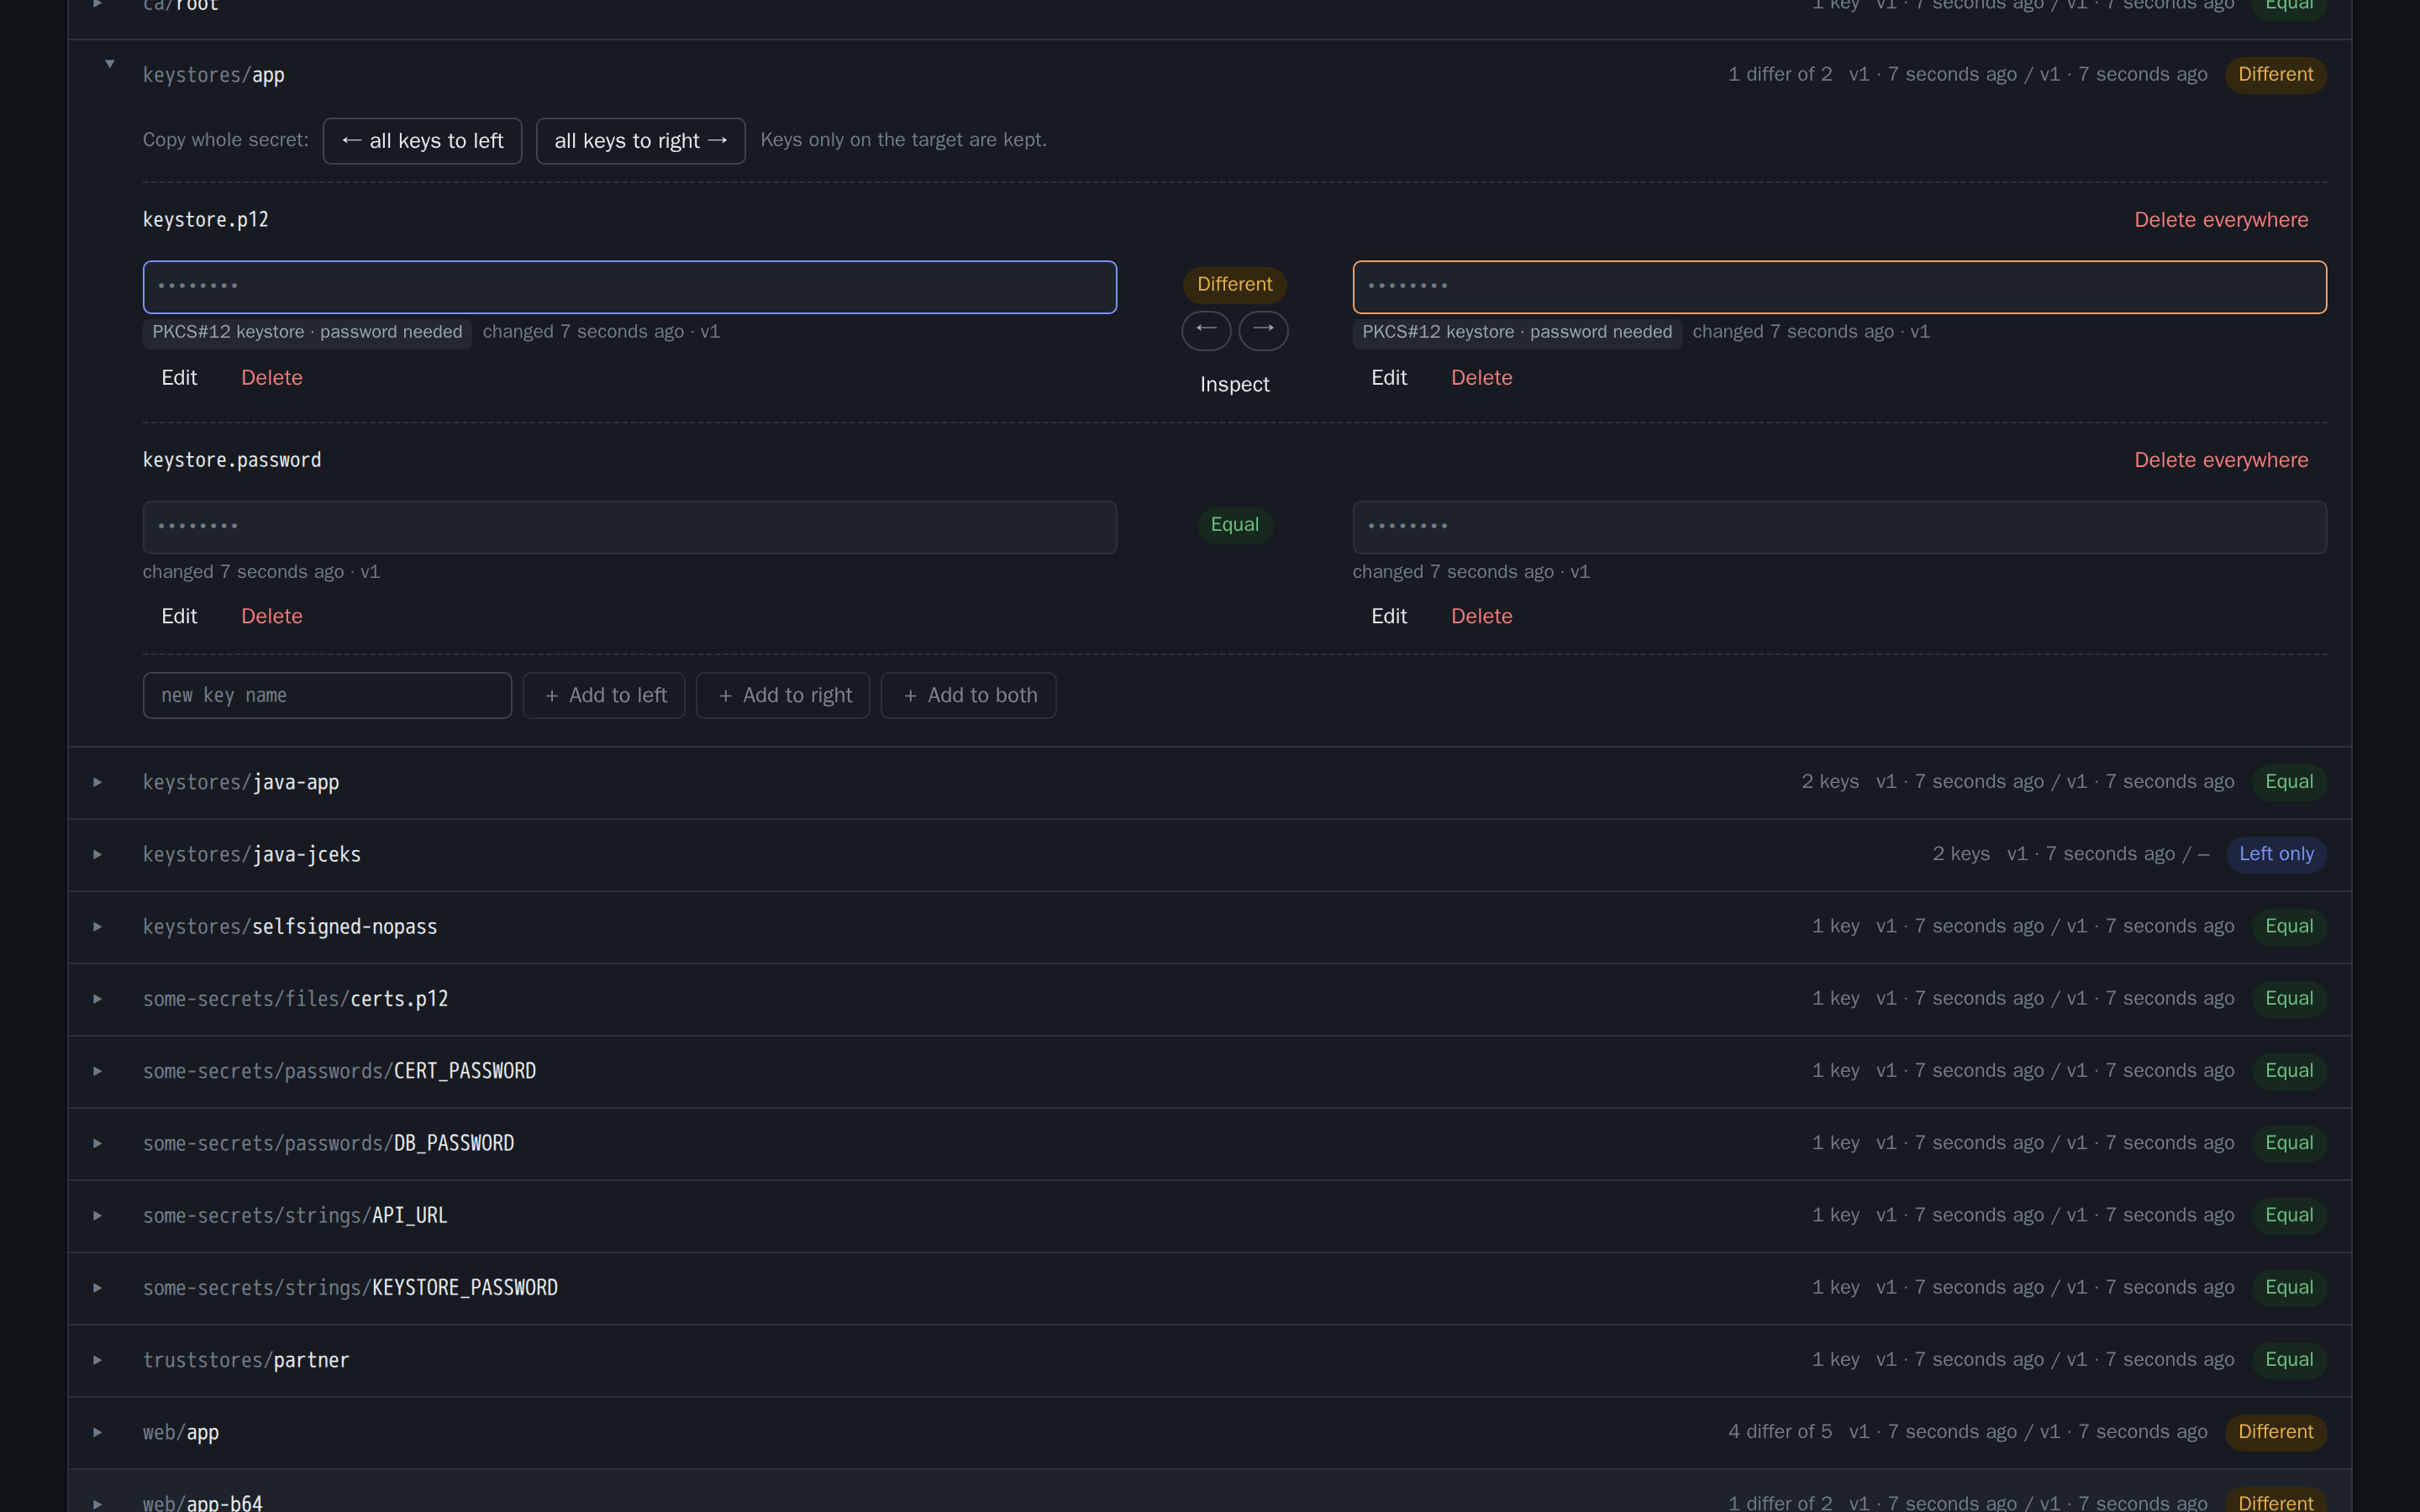 ▸ ca/root 1 key v1 · 7 seconds ago / v1 · 7 seconds ago Equal
▾ keystores/app 1 differ of 2 v1 · 7 seconds ago / v1 · 7 seconds ago Different
Copy whole secret: ← all keys to left all keys to right → Keys only on the target are kept.
keystore.p12 Delete everywhere
•••••••• Different ••••••••
PKCS#12 keystore · password needed changed 7 seconds ago · v1 ← → PKCS#12 keystore · password needed changed 7 seconds ago · v1
Edit Delete Inspect Edit Delete
keystore.password Delete everywhere
•••••••• Equal ••••••••
changed 7 seconds ago · v1 changed 7 seconds ago · v1
Edit Delete Edit Delete
new key name + Add to left + Add to right + Add to both
▸ keystores/java-app 2 keys v1 · 7 seconds ago / v1 · 7 seconds ago Equal
▸ keystores/java-jceks 2 keys v1 · 7 seconds ago / – Left only
▸ keystores/selfsigned-nopass 1 key v1 · 7 seconds ago / v1 · 7 seconds ago Equal
▸ some-secrets/files/certs.p12 1 key v1 · 7 seconds ago / v1 · 7 seconds ago Equal
▸ some-secrets/passwords/CERT_PASSWORD 1 key v1 · 7 seconds ago / v1 · 7 seconds ago Equal
▸ some-secrets/passwords/DB_PASSWORD 1 key v1 · 7 seconds ago / v1 · 7 seconds ago Equal
▸ some-secrets/strings/API_URL 1 key v1 · 7 seconds ago / v1 · 7 seconds ago Equal
▸ some-secrets/strings/KEYSTORE_PASSWORD 1 key v1 · 7 seconds ago / v1 · 7 seconds ago Equal
▸ truststores/partner 1 key v1 · 7 seconds ago / v1 · 7 seconds ago Equal
▸ web/app 4 differ of 5 v1 · 7 seconds ago / v1 · 7 seconds ago Different
▸ web/app-b64 1 differ of 2 v1 · 7 seconds ago / v1 · 7 seconds ago Different